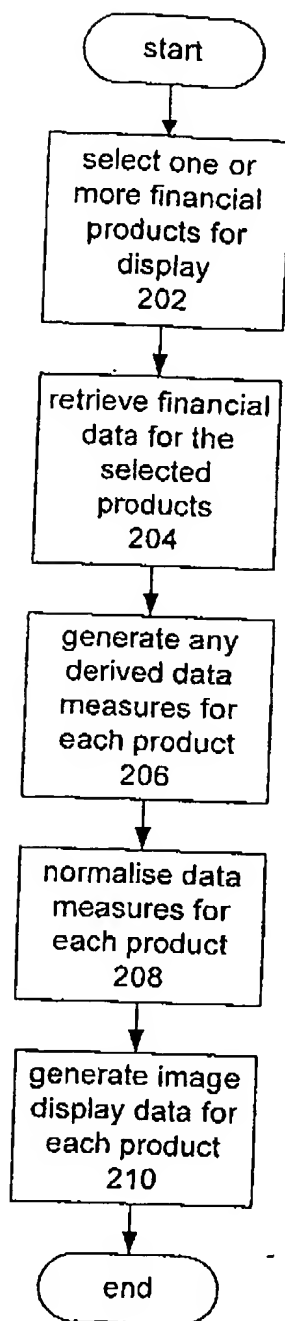 start
select one or
more financial
products for
display
202
retrieve financial
data for the
selected
products
204
generate any
derived data
measures for
each product
206
normalise data
measures for
each product
208
generate image
display data for
each product
210
end